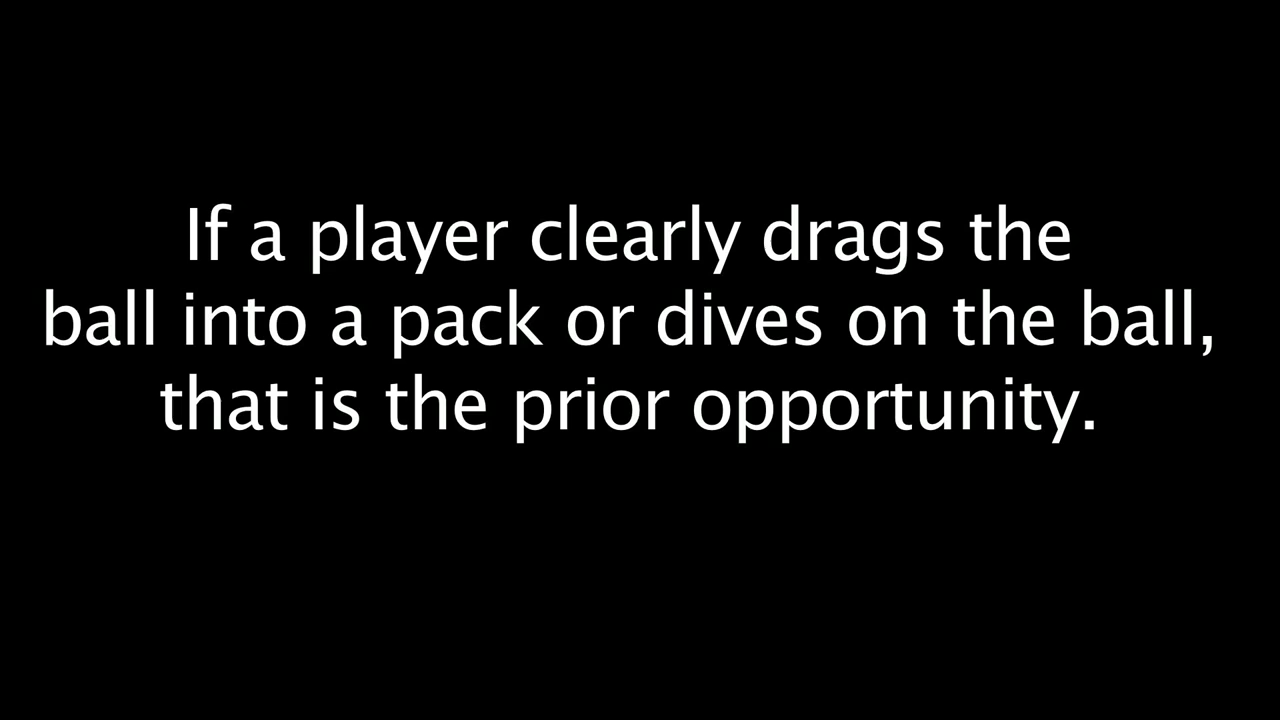 If a player clearly drags the
ball into a pack or dives on the ball,
that is the prior opportunity.